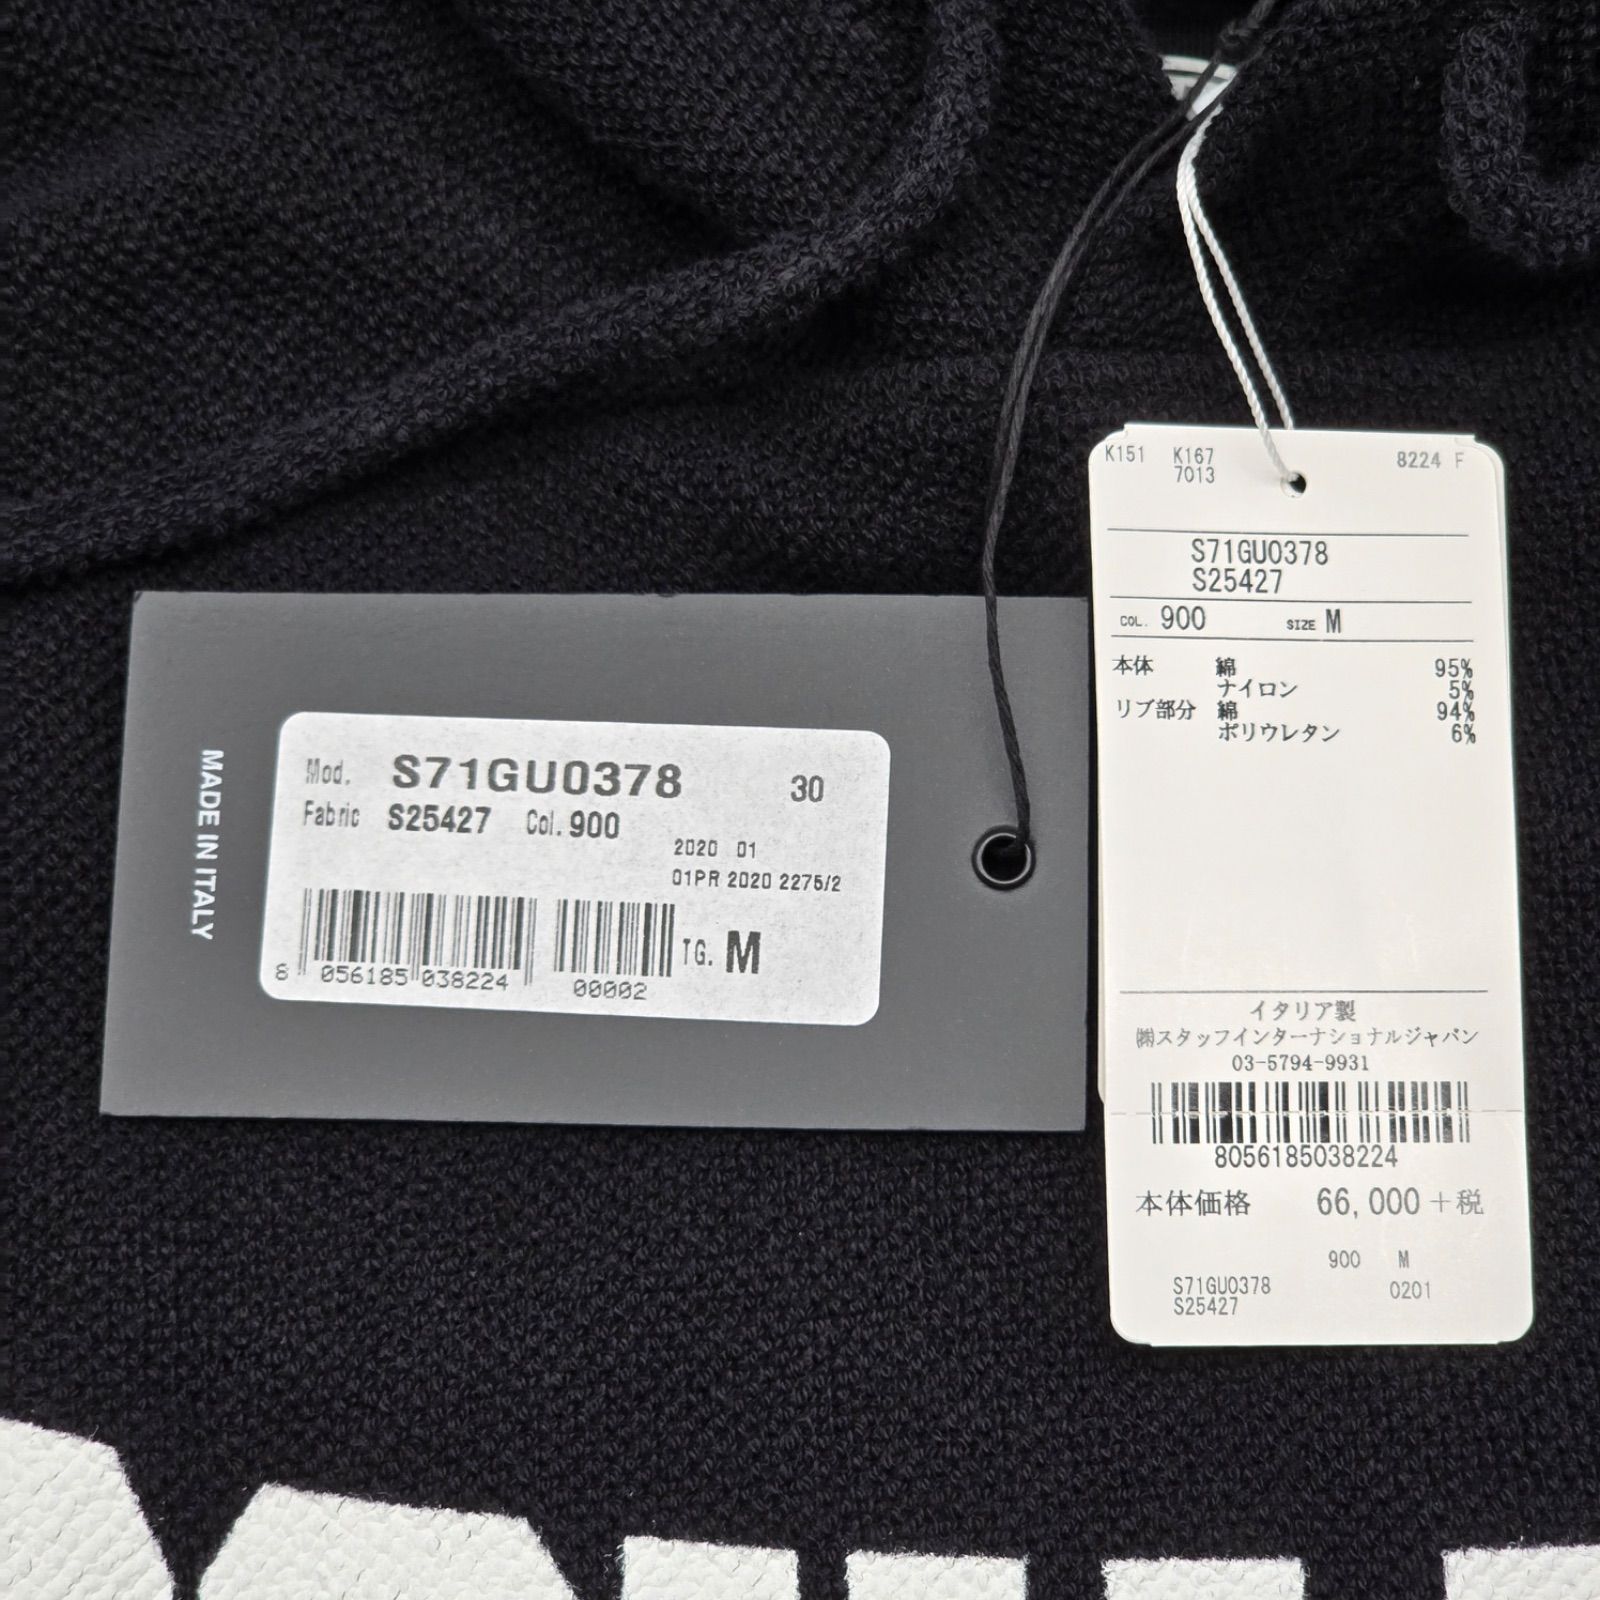 MADE IN ITALY
Mod. S71GU0378 30
Fabric S25427 Col. 900
2020 01
01PR 2020 2275/2
TG. M
8 056185 038224 00002
K151 K167 8224 F
7013
S71GU0378
S25427
COL. 900 SIZE M
本体 綿 95%
ナイロン 5%
リブ部分 綿 94%
ポリウレタン 6%
イタリア製
㈱スタッフインターナショナルジャパン
03-5794-9931
8056185038224
本体価格 66,000+税
900 M
S71GU0378 0201
S25427